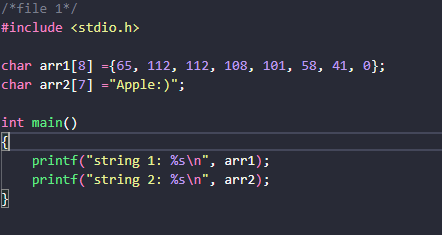 /*file 1*/
#include <stdio.h>
char arr1[8] ={65, 112, 112, 108, 101, 58, 41, 0};
char arr2[7] ="Apple:)";
int main()
{
    printf("string 1: %s\n", arr1);
    printf("string 2: %s\n", arr2);
}